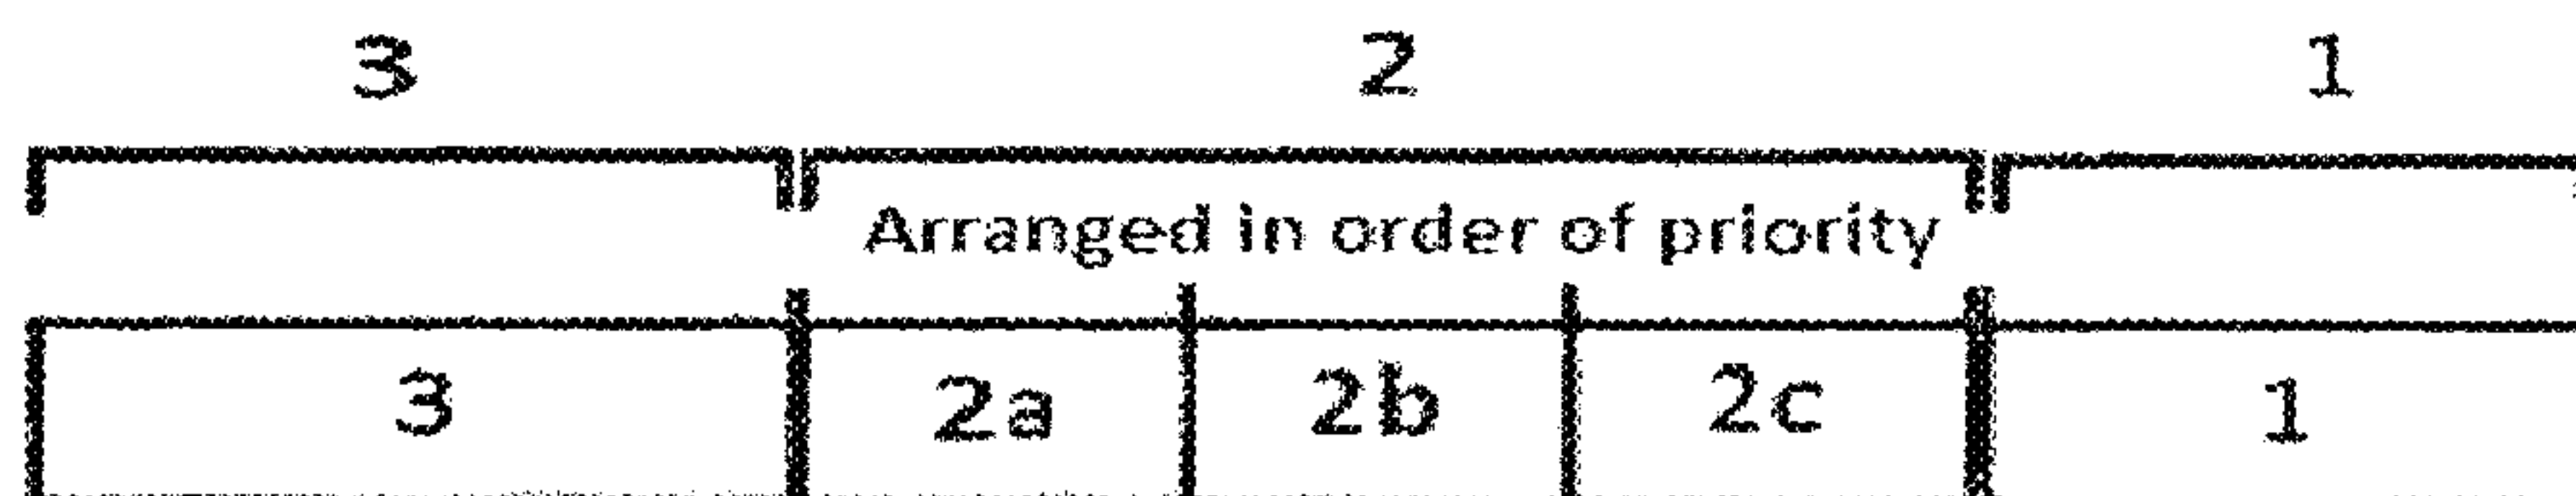 3 2 1
Arranged in order of priority
3 2a 2b 2c 1